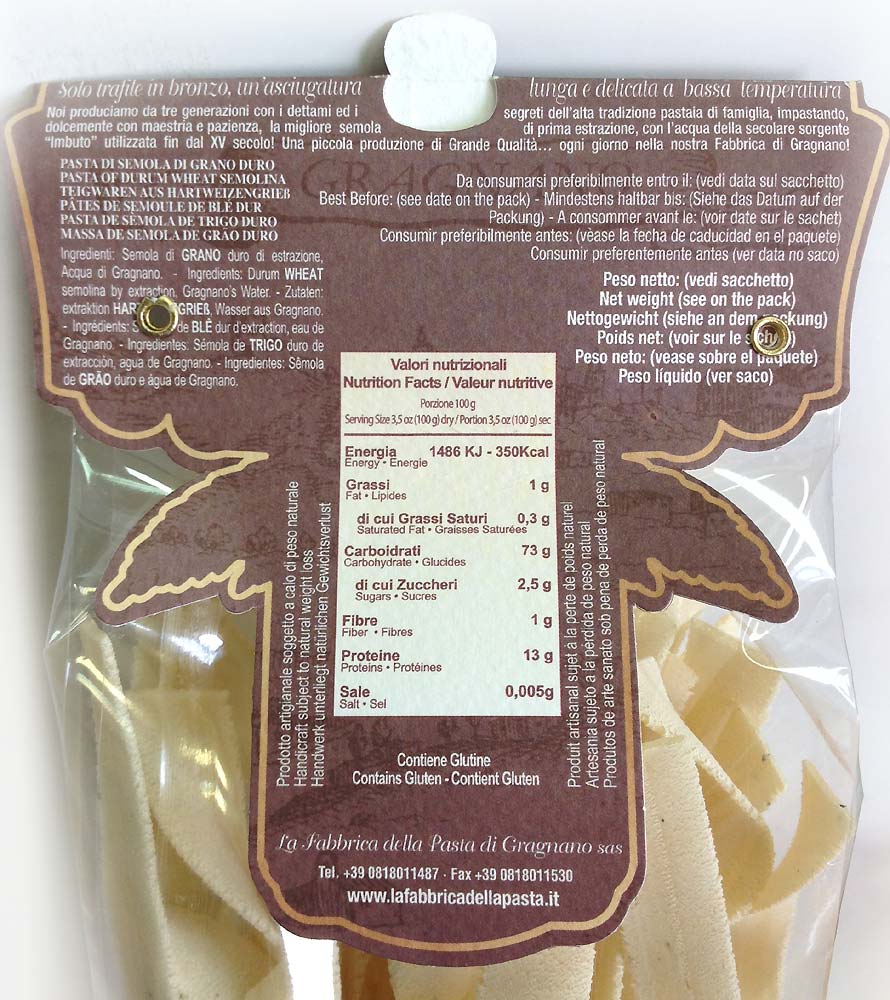 Solo trafile in bronzo, un'asciugatura lunga e delicata a bassa temperatura
Noi produciamo da tre generazioni con i dettami ed i segreti dell'alta tradizione pastaia di famiglia, impastando,
dolcemente con maestria e pazienza, la migliore semola di prima estrazione, con l'acqua della secolare sorgente
"Imbuto" utilizzata fin dal XV secolo! Una piccola produzione di Grande Qualità... ogni giorno nella nostra Fabbrica di Gragnano!
PASTA DI SEMOLA DI GRANO DURO
PASTA OF DURUM WHEAT SEMOLINA
TEIGWAREN AUS HARTWEIZENGRIEß
PÂTES DE SEMOULE DE BLÉ DUR
PASTA DE SÉMOLA DE TRIGO DURO
MASSA DE SEMOLA DE GRÃO DURO
Ingredienti: Semola di GRANO duro di estrazione,
Acqua di Gragnano. - Ingredients: Durum WHEAT
semolina by extraction, Gragnano's Water. - Zutaten:
extraktion GRIEß, Wasser aus Gragnano.
- Ingrédients: de BLÉ dur d'extraction, eau de
Gragnano. - Ingredientes: Sémola de TRIGO duro de
extracción, agua de Gragnano. - Ingredientes: Sêmola
de GRÃO duro e água de Gragnano.
GRAGNANO
Da consumarsi preferibilmente entro il: (vedi data sul sacchetto)
Best Before: (see date on the pack) - Mindestens haltbar bis: (Siehe das Datum auf der
Packung) - A consommer avant le: (voir date sur le sachet)
Consumir preferibilmente antes: (vèase la fecha de caducidad en el paquete)
Consumir preferentemente antes (ver data no saco)
Peso netto: (vedi sacchetto)
Net weight (see on the pack)
Nettogewicht (siehe an dem
Poids net: (voir sur le
Peso neto: (vease sobre el paquete)
Peso líquido (ver saco)
Valori nutrizionali
Nutrition Facts / Valeur nutritive
Porzione 100 g
Serving Size 3,5 oz (100 g) dry / Portion 3,5 oz (100 g) sec
Energia 1486 KJ - 350Kcal
Energy • Energie
Grassi 1 g
Fat • Lipides
di cui Grassi Saturi 0,3 g
Saturated Fat • Graisses Saturées
Carboidrati 73 g
Carbohydrate • Glucides
di cui Zuccheri 2,5 g
Sugars • Sucres
Fibre 1 g
Fiber • Fibres
Proteine 13 g
Proteins • Protéines
Sale 0,005g
Salt • Sel
Prodotto artigianale soggetto a calo di peso naturale
Handicraft subject to natural weight loss
Handwerk unterliegt natürlichen Gewichtsverlust
Produit artisanal sujet á la perte de poids naturel
Artesania sujeto a la pérdida de peso natural
Produtos de arte sanato sob pena de perda de peso natural
Contiene Glutine
Contains Gluten - Contient Gluten
La Fabbrica della Pasta di Gragnano sas
Tel. +39 0818011487 · Fax +39 0818011530
www.lafabbricadellapasta.it